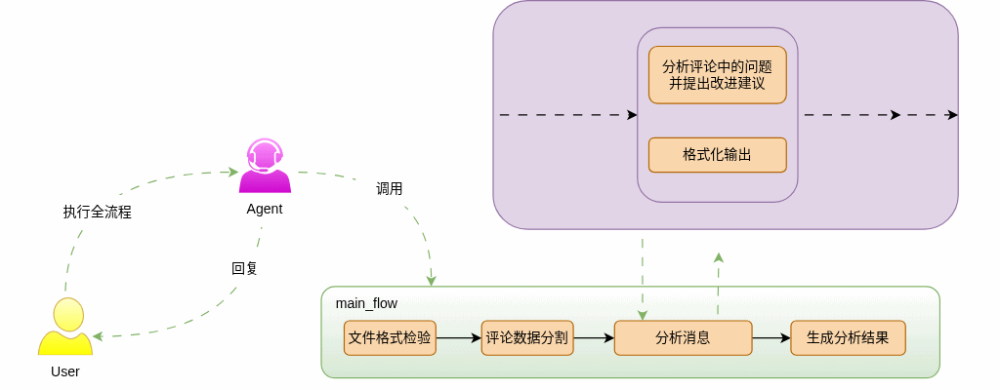 分析评论中的问题
并提出改进建议
格式化输出
调用
执行全流程
Agent
回复
User
main_flow
文件格式检验
评论数据分割
分析消息
生成分析结果